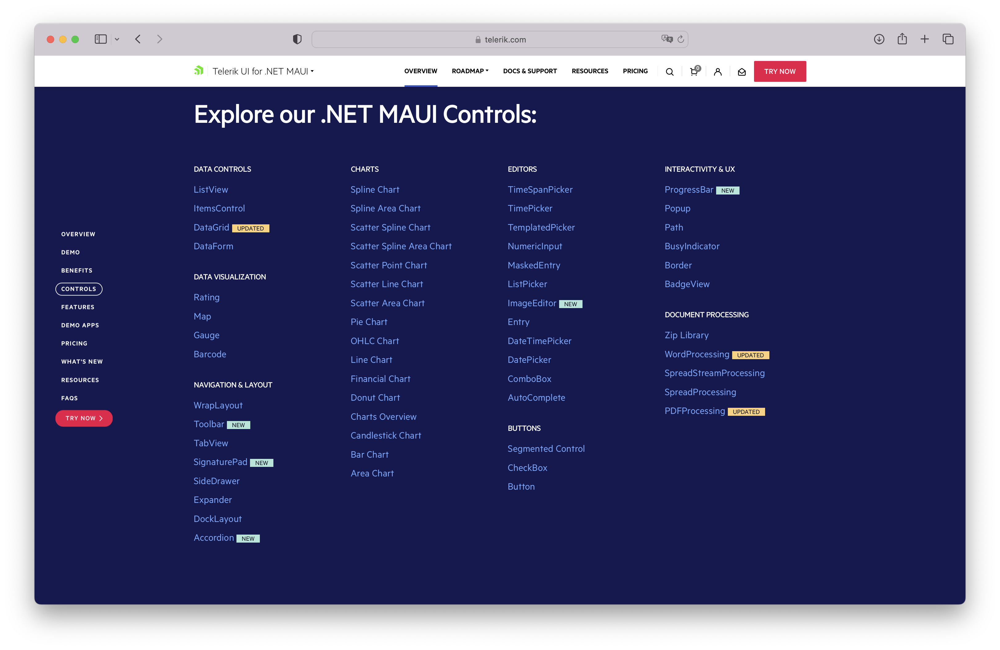 telerik.com
Telerik UI for .NET MAUI
OVERVIEW
ROADMAP
DOCS & SUPPORT
RESOURCES
PRICING
0
TRY NOW
Explore our .NET MAUI Controls:
OVERVIEW
DEMO
BENEFITS
CONTROLS
FEATURES
DEMO APPS
PRICING
WHAT'S NEW
RESOURCES
FAQS
TRY NOW
DATA CONTROLS
ListView
ItemsControl
DataGrid UPDATED
DataForm
DATA VISUALIZATION
Rating
Map
Gauge
Barcode
NAVIGATION & LAYOUT
WrapLayout
Toolbar NEW
TabView
SignaturePad NEW
SideDrawer
Expander
DockLayout
Accordion NEW
CHARTS
Spline Chart
Spline Area Chart
Scatter Spline Chart
Scatter Spline Area Chart
Scatter Point Chart
Scatter Line Chart
Scatter Area Chart
Pie Chart
OHLC Chart
Line Chart
Financial Chart
Donut Chart
Charts Overview
Candlestick Chart
Bar Chart
Area Chart
EDITORS
TimeSpanPicker
TimePicker
TemplatedPicker
NumericInput
MaskedEntry
ListPicker
ImageEditor NEW
Entry
DateTimePicker
DatePicker
ComboBox
AutoComplete
BUTTONS
Segmented Control
CheckBox
Button
INTERACTIVITY & UX
ProgressBar NEW
Popup
Path
BusyIndicator
Border
BadgeView
DOCUMENT PROCESSING
Zip Library
WordProcessing UPDATED
SpreadStreamProcessing
SpreadProcessing
PDFProcessing UPDATED